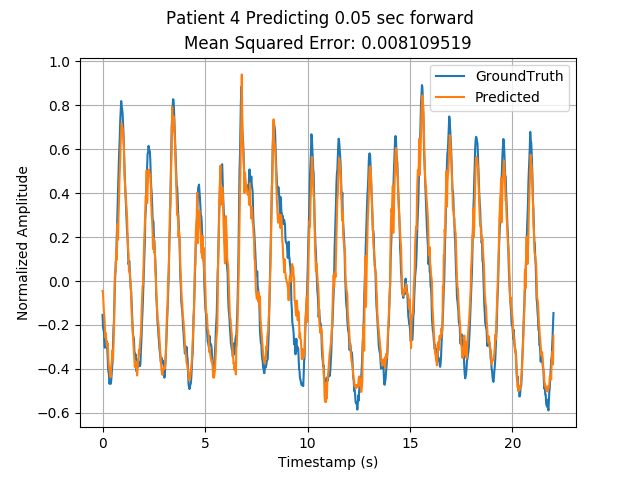 Patient 4 Predicting 0.05 sec forward
Mean Squared Error: 0.008109519
GroundTruth
Predicted
Normalized Amplitude
1.0
0.8
0.6
0.4
0.2
0.0
−0.2
−0.4
−0.6
0 5 10 15 20
Timestamp (s)